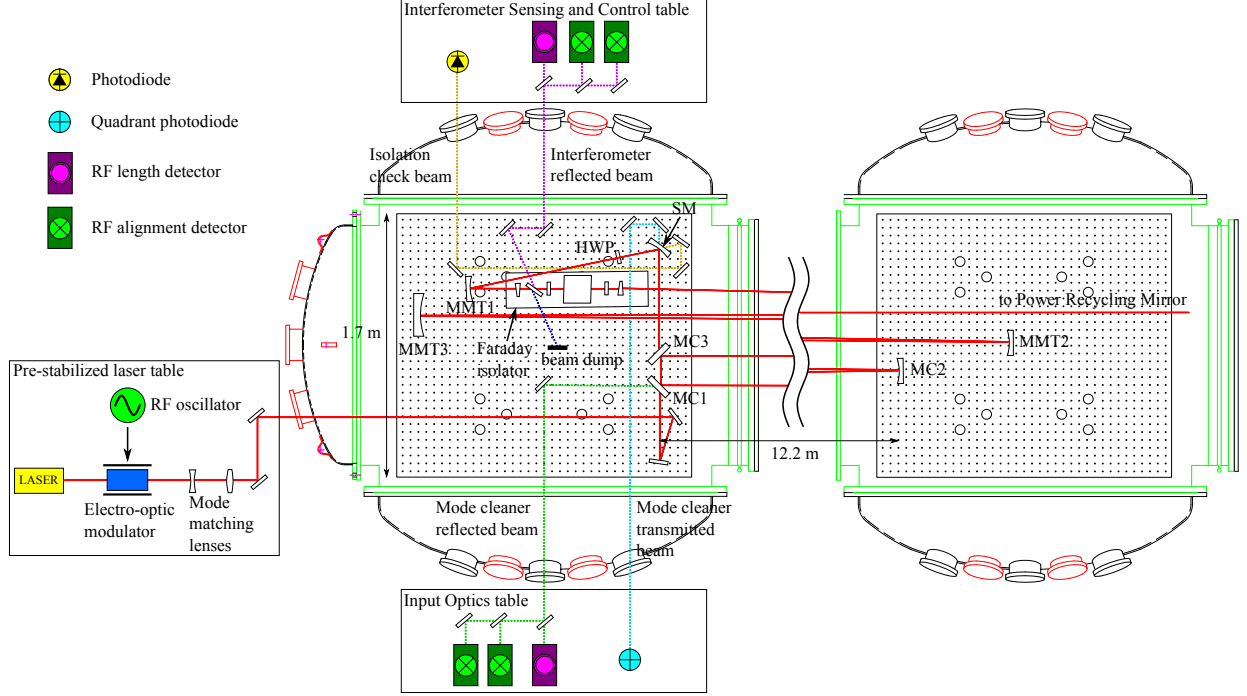 Interferometer Sensing and Control table
Photodiode
Quadrant photodiode
RF length detector
RF alignment detector
Isolation
check beam
Interferometer
reflected beam
SM
HWP
MMT1
to Power Recycling Mirror
1.7 m
MMT3
Faraday
isolator
beam dump
MC3
MMT2
MC2
MC1
12.2 m
Pre-stabilized laser table
RF oscillator
LASER
Electro-optic
modulator
Mode
matching
lenses
Mode cleaner
reflected beam
Mode cleaner
transmitted
beam
Input Optics table